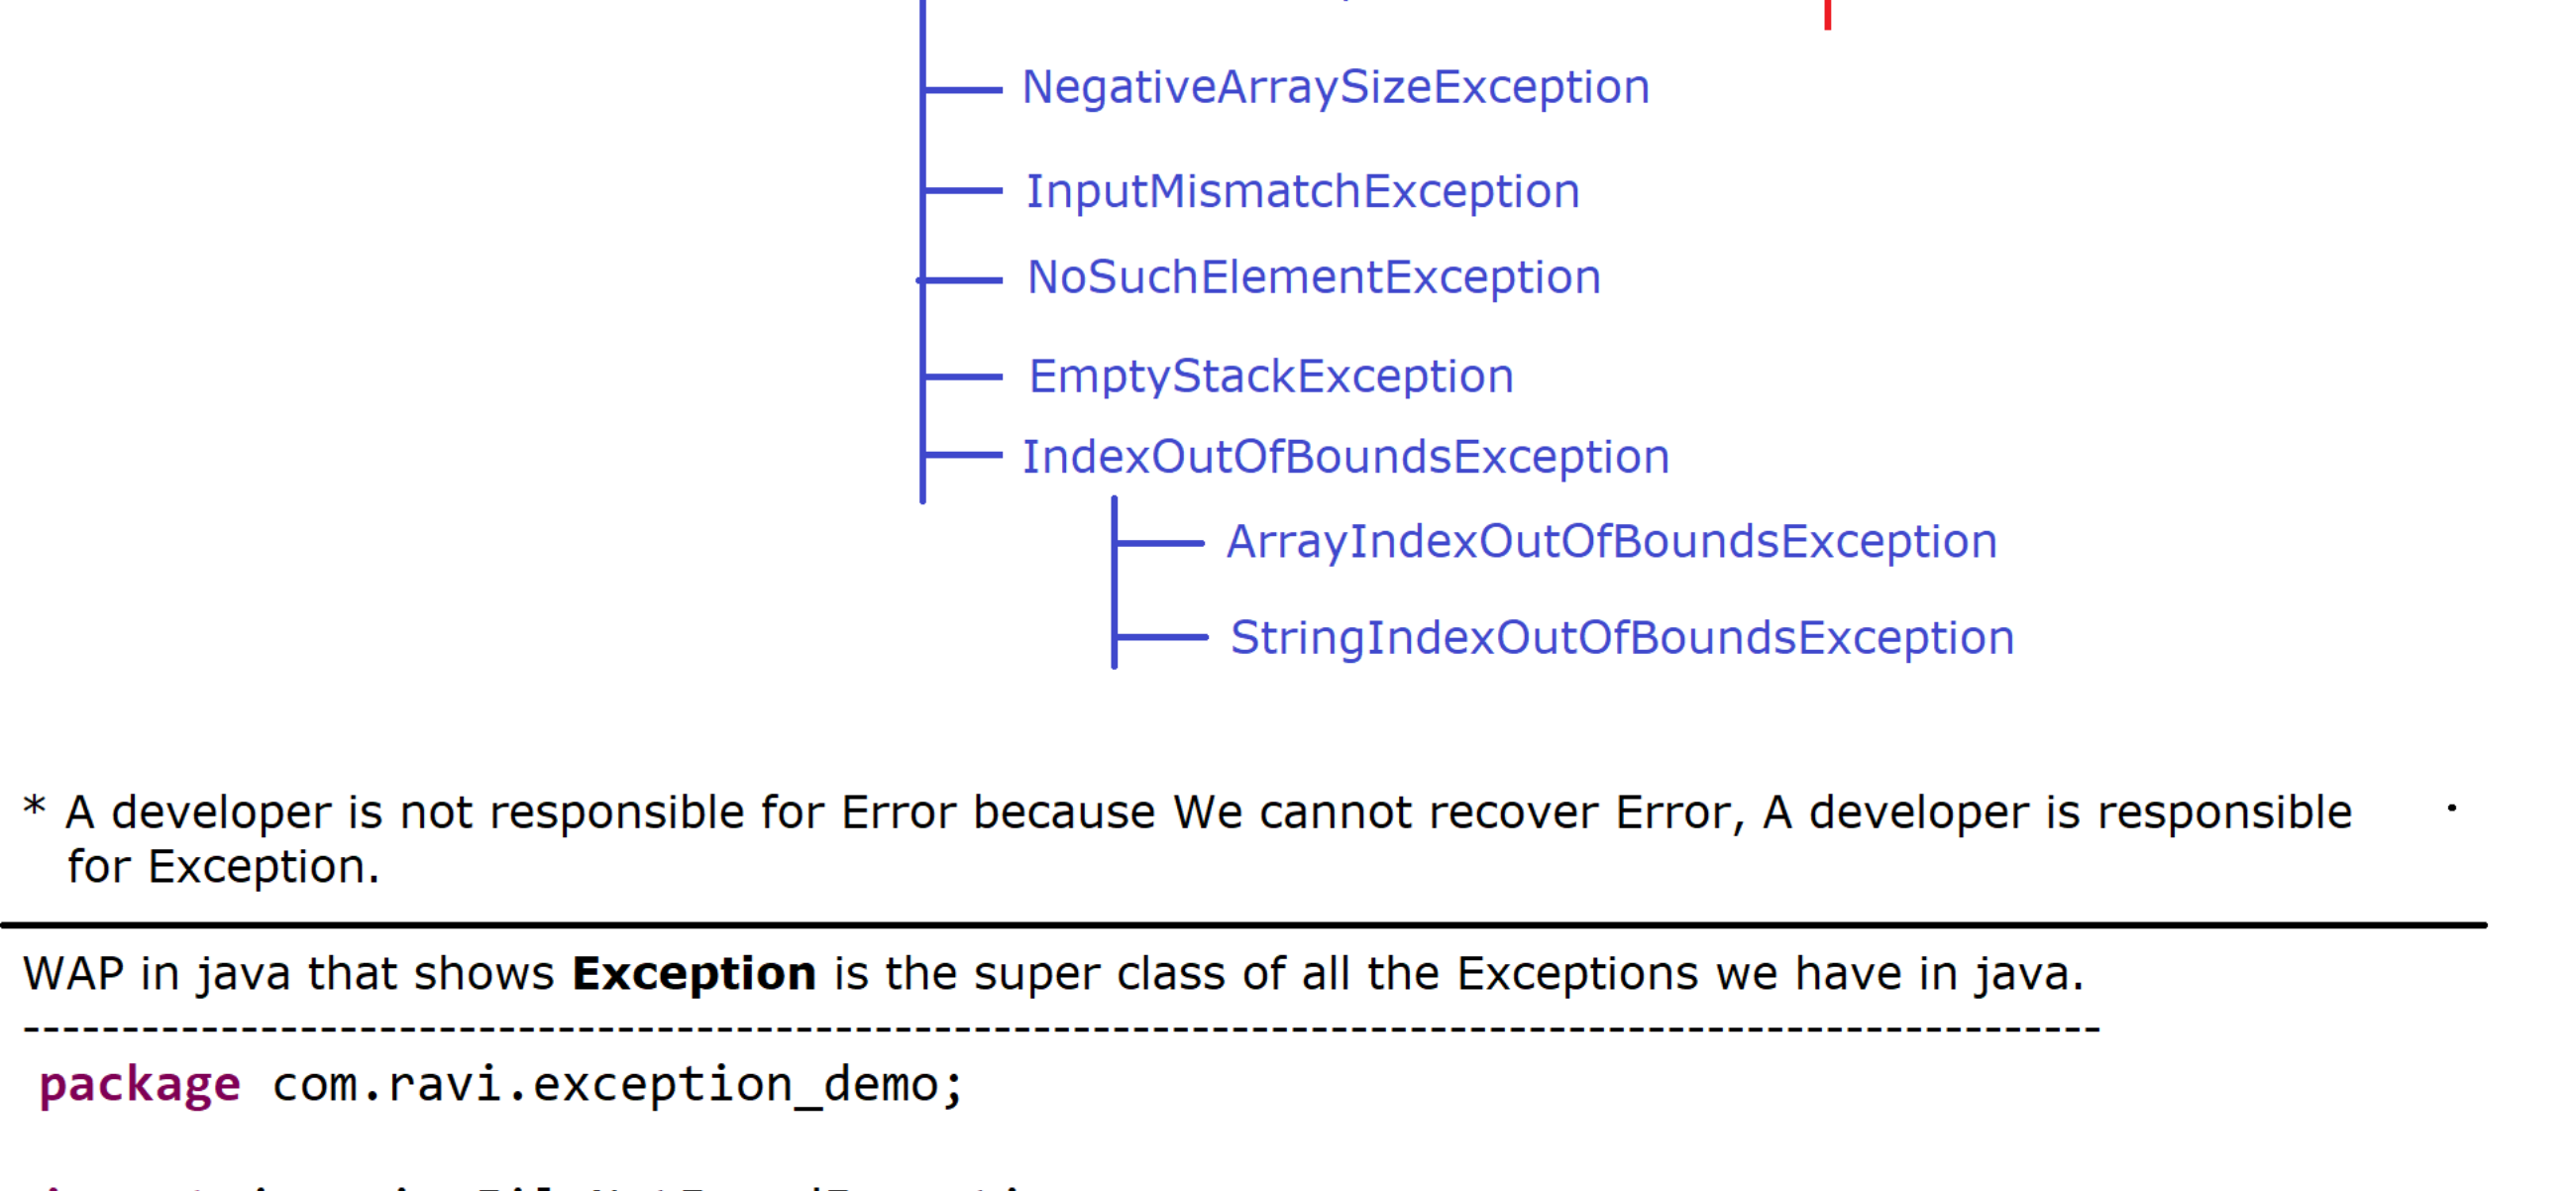 NegativeArraySizeException
InputMismatchException
NoSuchElementException
EmptyStackException
IndexOutOfBoundsException
ArrayIndexOutOfBoundsException
StringIndexOutOfBoundsException
* A developer is not responsible for Error because We cannot recover Error, A developer is responsible
for Exception.
WAP in java that shows Exception is the super class of all the Exceptions we have in java.
---------------------------------------------------------------------------------------------------------
package com.ravi.exception_demo;